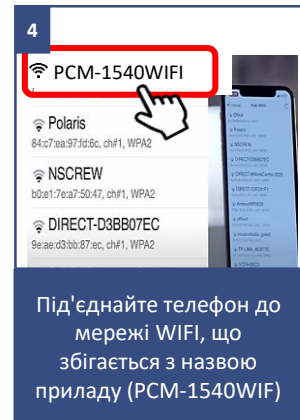 4
PCM-1540WIFI
Polaris
84:c7:ea:97:fd:6c, ch#1, WPA2
NSCREW
b0:e1:7e:a7:50:47, ch#1, WPA2
DIRECT-D3BB07EC
9e:ae:d3:bb:87:ec, ch#1, WPA2
Під'єднайте телефон до
мережі WIFI, що
збігається з назвою
приладу (PCM-1540WIF)